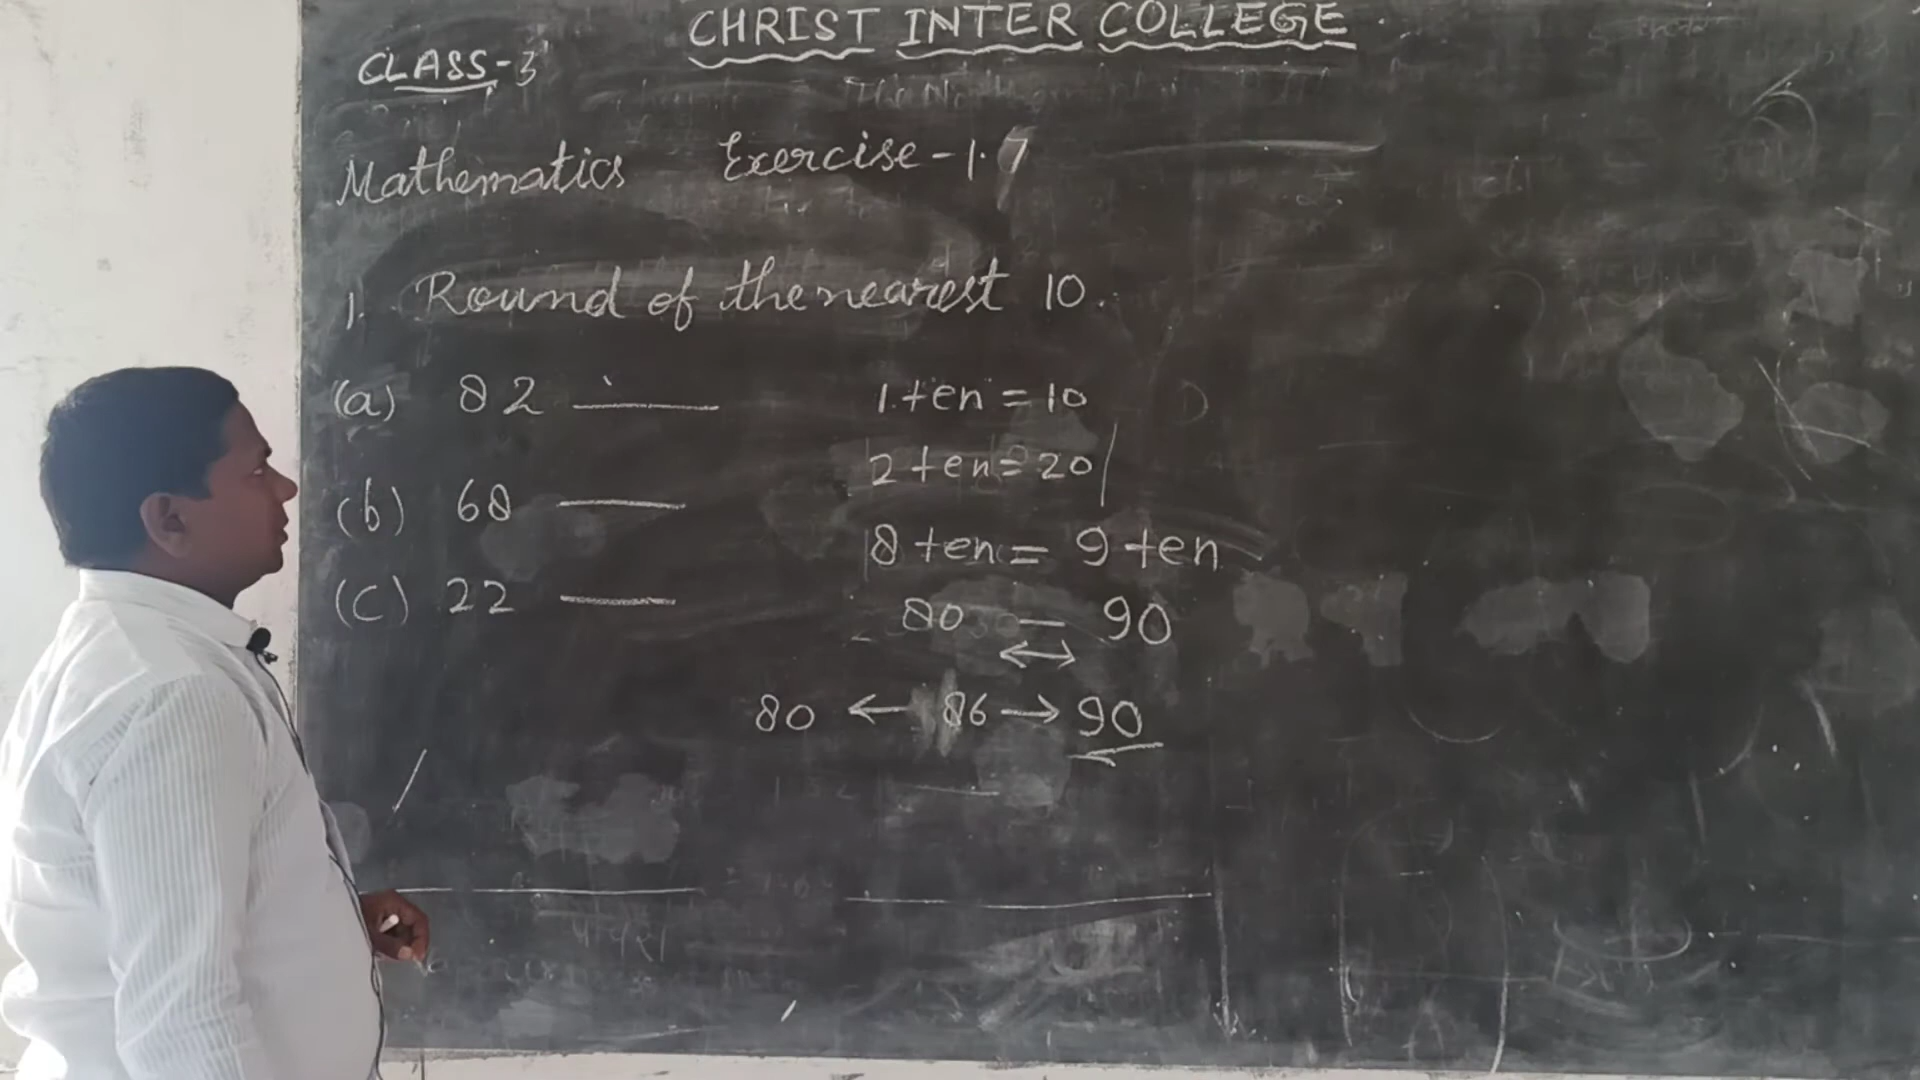 CHRIST INTER COLLEGE
CLASS-3
Mathematics Exercise-1.7
1. Round of the nearest 10.
(a) 82
(b) 68
(c) 22
1 ten = 10
2 ten = 20
8 ten = 9 ten
80 — 90
80 ← 86 → 90